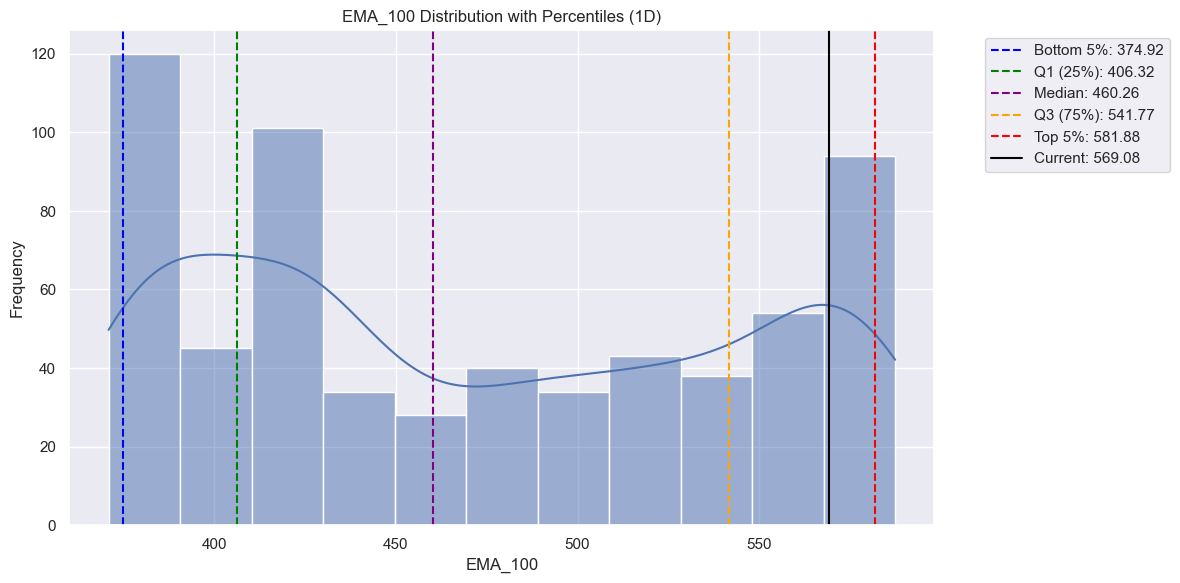 EMA_100 Distribution with Percentiles (1D)
Bottom 5%: 374.92
Q1 (25%): 406.32
Median: 460.26
Q3 (75%): 541.77
Top 5%: 581.88
Current: 569.08
Frequency
120
100
80
60
40
20
0
400
450
500
550
EMA_100